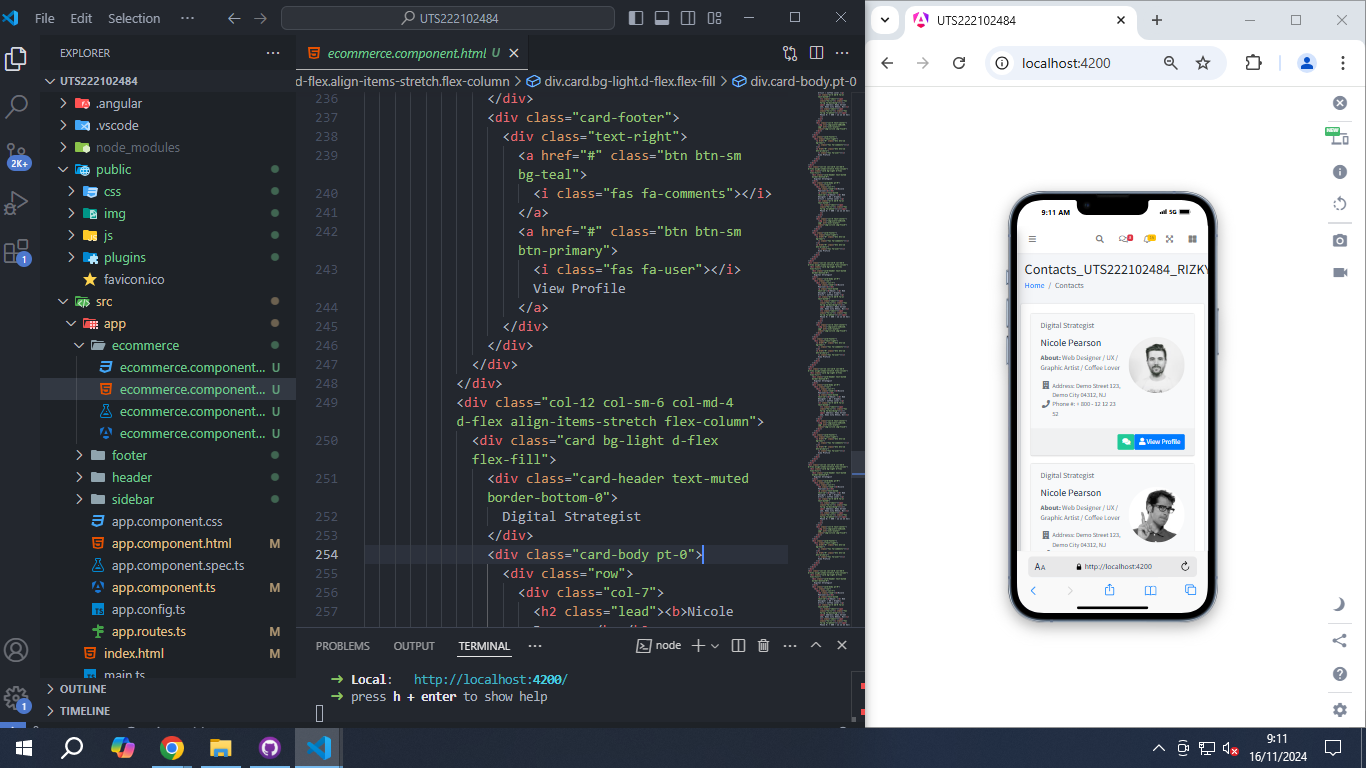 File Edit Selection ··· UTS222102484
EXPLORER ···
UTS222102484
.angular
.vscode
node_modules
public
css
img
js
plugins
favicon.ico
src
app
ecommerce
ecommerce.component... U
ecommerce.component... U
ecommerce.component... U
ecommerce.component... U
footer
header
sidebar
app.component.css
app.component.html M
app.component.spec.ts
app.component.ts M
app.config.ts
app.routes.ts M
index.html M
main.ts
OUTLINE
TIMELINE
2K+
1
1
ecommerce.component.html U
d-flex.align-items-stretch.flex-column > div.card.bg-light.d-flex.flex-fill > div.card-body.pt-0
236 </div>
237 <div class="card-footer">
238 <div class="text-right">
239 <a href="#" class="btn btn-sm
bg-teal">
240 <i class="fas fa-comments"></i>
241 </a>
242 <a href="#" class="btn btn-sm
btn-primary">
243 <i class="fas fa-user"></i>
View Profile
244 </a>
245 </div>
246 </div>
247 </div>
248 </div>
249 <div class="col-12 col-sm-6 col-md-4
d-flex align-items-stretch flex-column">
250 <div class="card bg-light d-flex
flex-fill">
251 <div class="card-header text-muted
border-bottom-0">
252 Digital Strategist
253 </div>
254 <div class="card-body pt-0">
255 <div class="row">
256 <div class="col-7">
257 <h2 class="lead"><b>Nicole
PROBLEMS OUTPUT TERMINAL ··· node
➜ Local: http://localhost:4200/
➜ press h + enter to show help
UTS222102484
localhost:4200
NEW
9:11 AM 5G
Contacts_UTS222102484_RIZKY
Home / Contacts
Digital Strategist
Nicole Pearson
About: Web Designer / UX /
Graphic Artist / Coffee Lover
Address: Demo Street 123,
Demo City 04312, NJ
Phone #: + 800 - 12 12 23
52
View Profile
Digital Strategist
Nicole Pearson
About: Web Designer / UX /
Graphic Artist / Coffee Lover
Address: Demo Street 123,
Demo City 04312, NJ
AA http://localhost:4200
9:11
16/11/2024